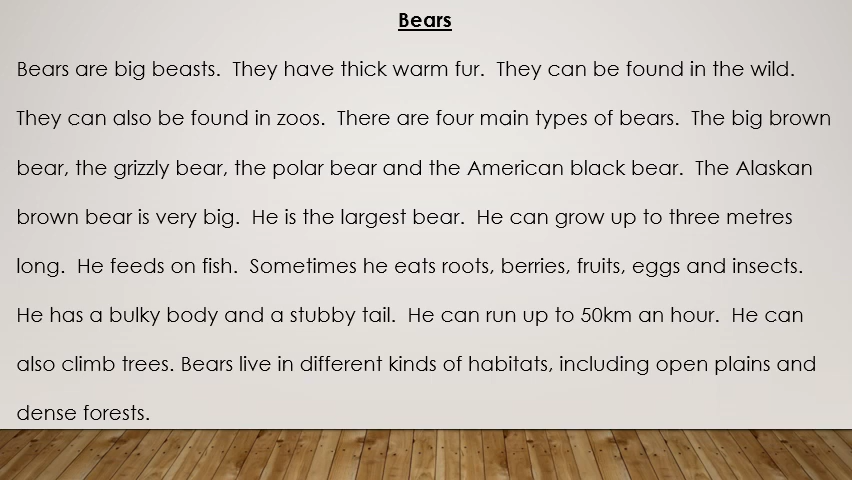 Bears
Bears are big beasts.  They have thick warm fur.  They can be found in the wild.
They can also be found in zoos.  There are four main types of bears.  The big brown
bear, the grizzly bear, the polar bear and the American black bear.  The Alaskan
brown bear is very big.  He is the largest bear.  He can grow up to three metres
long.  He feeds on fish.  Sometimes he eats roots, berries, fruits, eggs and insects.
He has a bulky body and a stubby tail.  He can run up to 50km an hour.  He can
also climb trees. Bears live in different kinds of habitats, including open plains and
dense forests.